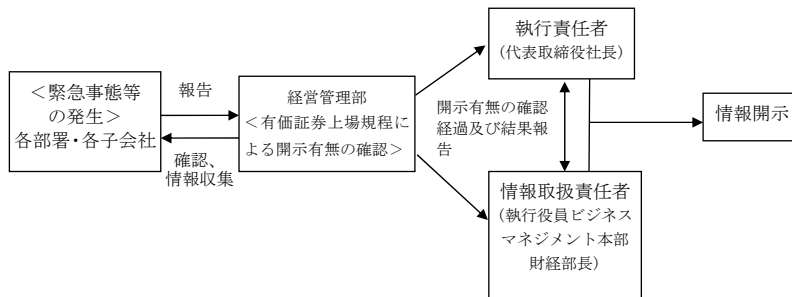 ＜緊急事態等
の発生＞
各部署・各子会社
報告
確認、
情報収集
経営管理部
＜有価証券上場規程に
よる開示有無の確認＞
執行責任者
（代表取締役社長）
開示有無の確認
経過及び結果報
告
情報取扱責任者
（執行役員ビジネス
マネジメント本部
財経部長）
情報開示